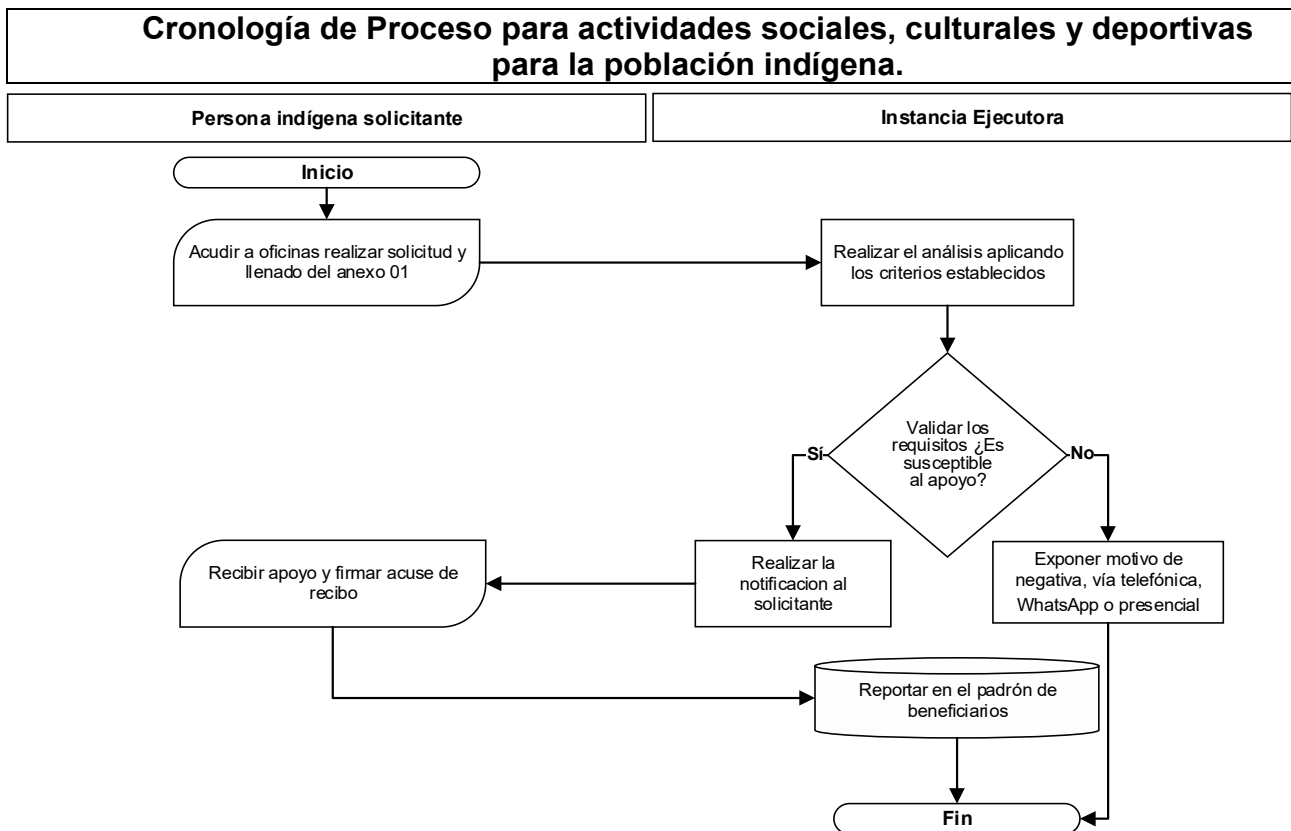 Cronología de Proceso para actividades sociales, culturales y deportivas
para la población indígena.
Persona indígena solicitante
Instancia Ejecutora
Inicio
Acudir a oficinas realizar solicitud y
llenado del anexo 01
Realizar el análisis aplicando
los criterios establecidos
Validar los
requisitos ¿Es
susceptible
al apoyo?
Sí
No
Realizar la
notificacion al
solicitante
Exponer motivo de
negativa, vía telefónica,
WhatsApp o presencial
Recibir apoyo y firmar acuse de
recibo
Reportar en el padrón de
beneficiarios
Fin